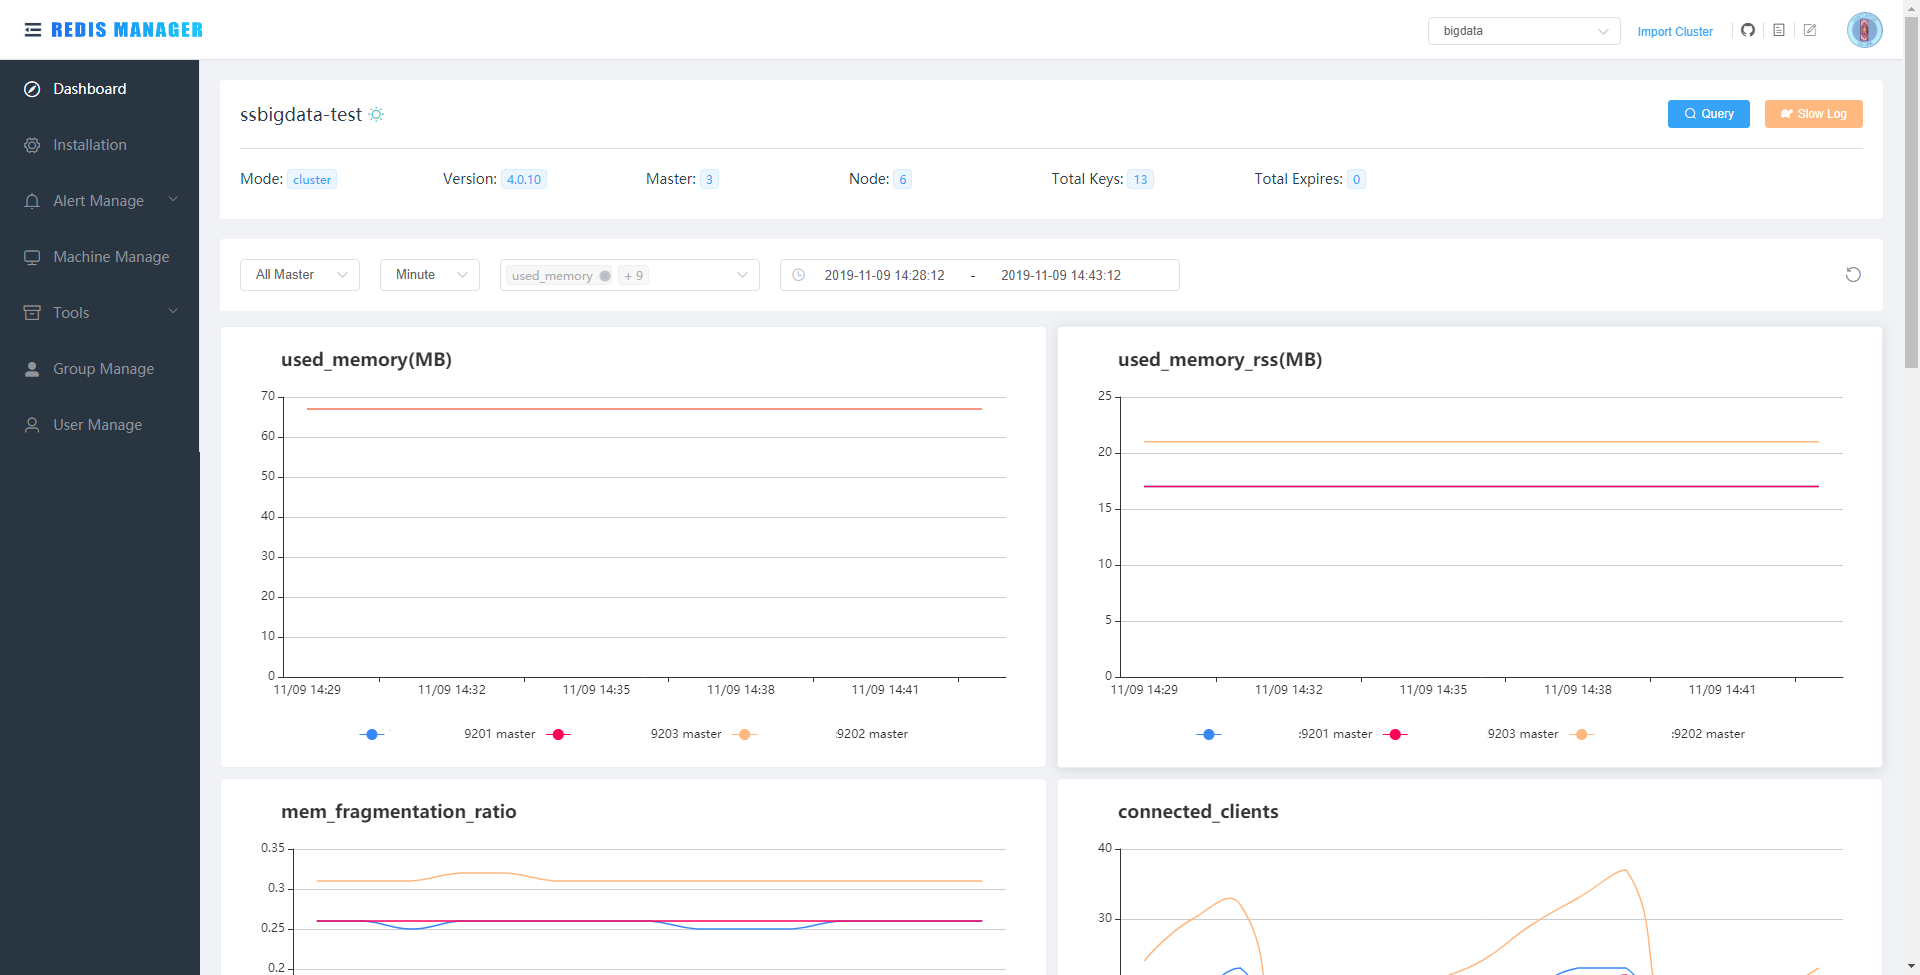 REDIS MANAGER
bigdata
Import Cluster
Dashboard
Installation
Alert Manage
Machine Manage
Tools
Group Manage
User Manage
ssbigdata-test
Query
Slow Log
Mode: cluster
Version: 4.0.10
Master: 3
Node: 6
Total Keys: 13
Total Expires: 0
All Master
Minute
used_memory
+ 9
2019-11-09 14:28:12 - 2019-11-09 14:43:12
used_memory(MB)
70
60
50
40
30
20
10
0
11/09 14:29 11/09 14:32 11/09 14:35 11/09 14:38 11/09 14:41
9201 master 9203 master :9202 master
used_memory_rss(MB)
25
20
15
10
5
0
11/09 14:29 11/09 14:32 11/09 14:35 11/09 14:38 11/09 14:41
:9201 master 9203 master :9202 master
mem_fragmentation_ratio
0.35
0.3
0.25
0.2
connected_clients
40
30